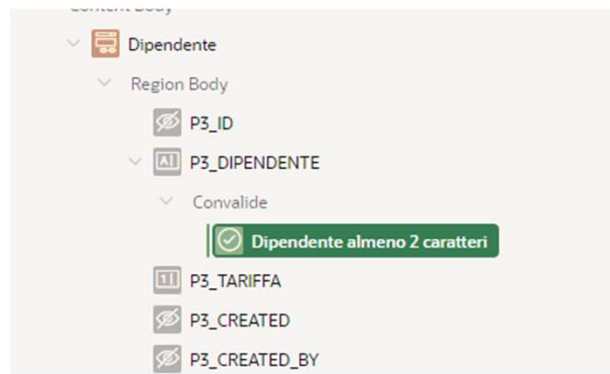 Content Body
Dipendente
Region Body
P3_ID
P3_DIPENDENTE
Convalide
Dipendente almeno 2 caratteri
P3_TARIFFA
P3_CREATED
P3_CREATED_BY